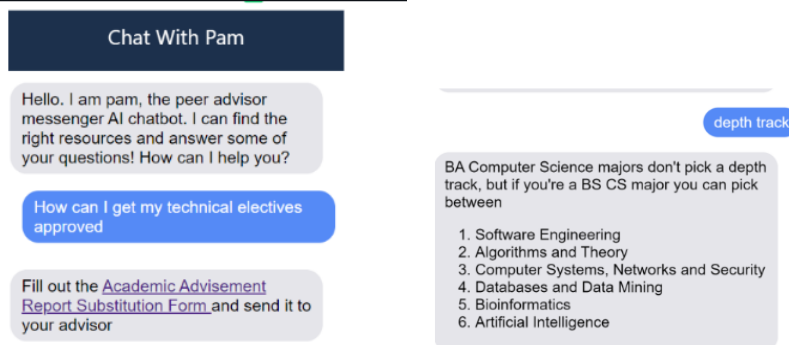 Chat With Pam
Hello. I am pam, the peer advisor
messenger AI chatbot. I can find the
right resources and answer some of
your questions! How can I help you?
How can I get my technical electives
approved
Fill out the Academic Advisement
Report Substitution Form and send it to
your advisor
depth track
BA Computer Science majors don't pick a depth
track, but if you're a BS CS major you can pick
between
1. Software Engineering
2. Algorithms and Theory
3. Computer Systems, Networks and Security
4. Databases and Data Mining
5. Bioinformatics
6. Artificial Intelligence